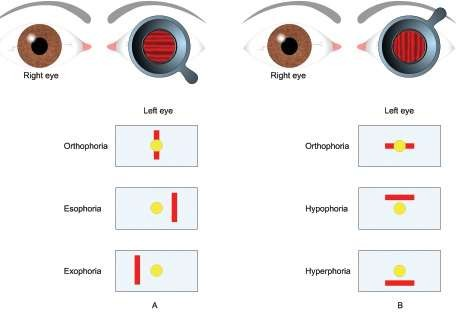 Right eye
Left eye
Orthophoria
Esophoria
Exophoria
A
Right eye
Left eye
Orthophoria
Hypophoria
Hyperphoria
B